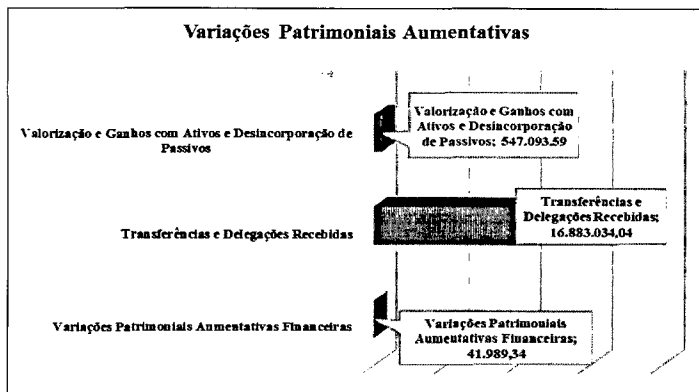 Variações Patrimoniais Aumentativas
Valorização e Ganhos com Ativos e Desincorporação de
Passivos
Valorização e Ganhos com
Ativos e Desincorporação
de Passivos; 547.093,59
Transferências e Delegações Recebidas
Transferências e
Delegações Recebidas;
16.883.034,04
Variações Patrimoniais Aumentativas Financeiras
Variações Patrimoniais
Aumentativas Financeiras;
41.989,34